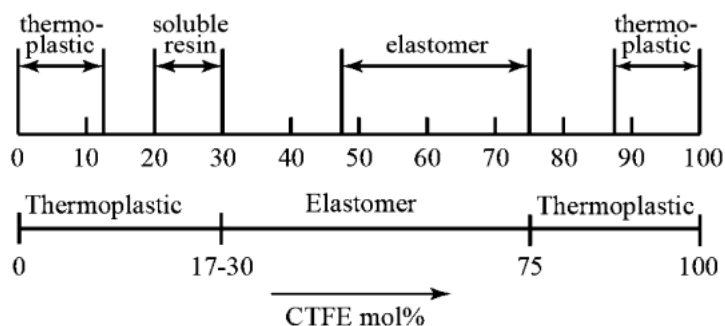 thermo-
plastic
soluble
resin
elastomer
thermo-
plastic
0 10 20 30 40 50 60 70 80 90 100
Thermoplastic Elastomer Thermoplastic
0 17-30 75 100
CTFE mol%